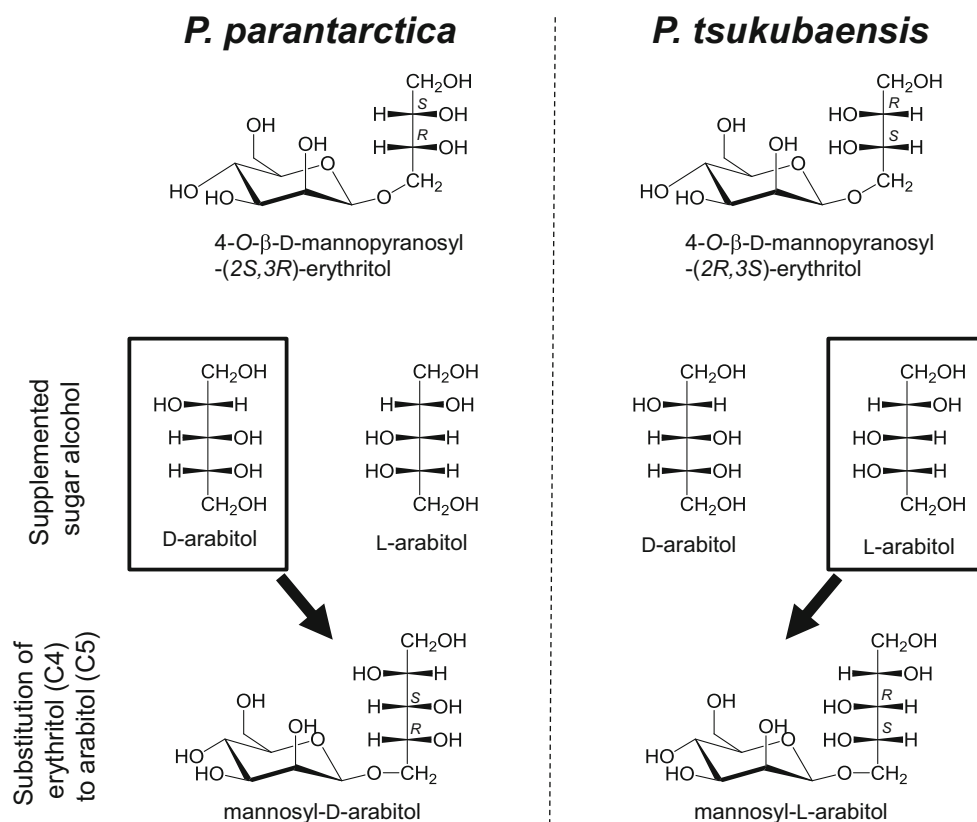 P. parantarctica
P. tsukubaensis
CH2OH
H S OH
H R OH
OH
OH
O
HO
HO
O
CH2
4-O-β-D-mannopyranosyl
-(2S,3R)-erythritol
CH2OH
HO R H
HO S H
OH
OH
O
HO
HO
O
CH2
4-O-β-D-mannopyranosyl
-(2R,3S)-erythritol
Supplemented
sugar alcohol
CH2OH
HO H
H OH
H OH
CH2OH
D-arabitol
CH2OH
H OH
HO H
HO H
CH2OH
L-arabitol
CH2OH
HO H
H OH
H OH
CH2OH
D-arabitol
CH2OH
H OH
HO H
HO H
CH2OH
L-arabitol
Substitution of
erythritol (C4)
to arabitol (C5)
CH2OH
HO H
H S OH
H R OH
OH
OH
O
HO
HO
O
CH2
mannosyl-D-arabitol
CH2OH
H OH
HO R H
HO S H
OH
OH
O
HO
HO
O
CH2
mannosyl-L-arabitol